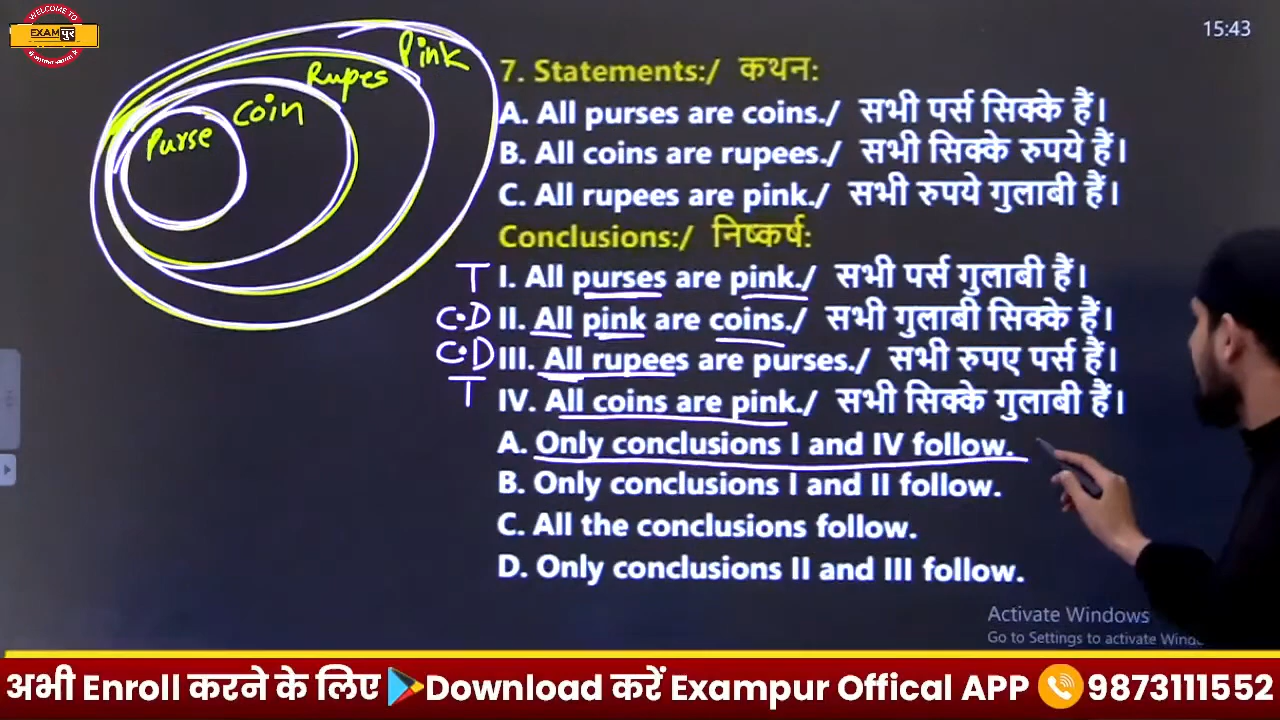 WELCOME TO
EXAMपुर
15:43
Pink
Rupes
Coin
Purse
7. Statements:/ कथन:
A. All purses are coins./ सभी पर्स सिक्के हैं।
B. All coins are rupees./ सभी सिक्के रुपये हैं।
C. All rupees are pink./ सभी रुपये गुलाबी हैं।
Conclusions:/ निष्कर्ष:
T I. All purses are pink./ सभी पर्स गुलाबी हैं।
C.D II. All pink are coins./ सभी गुलाबी सिक्के हैं।
C.D III. All rupees are purses./ सभी रुपए पर्स हैं।
T IV. All coins are pink./ सभी सिक्के गुलाबी हैं।
A. Only conclusions I and IV follow.
B. Only conclusions I and II follow.
C. All the conclusions follow.
D. Only conclusions II and III follow.
Activate Windows
Go to Settings to activate
अभी Enroll करने के लिए Download करें Exampur Offical APP 9873111552